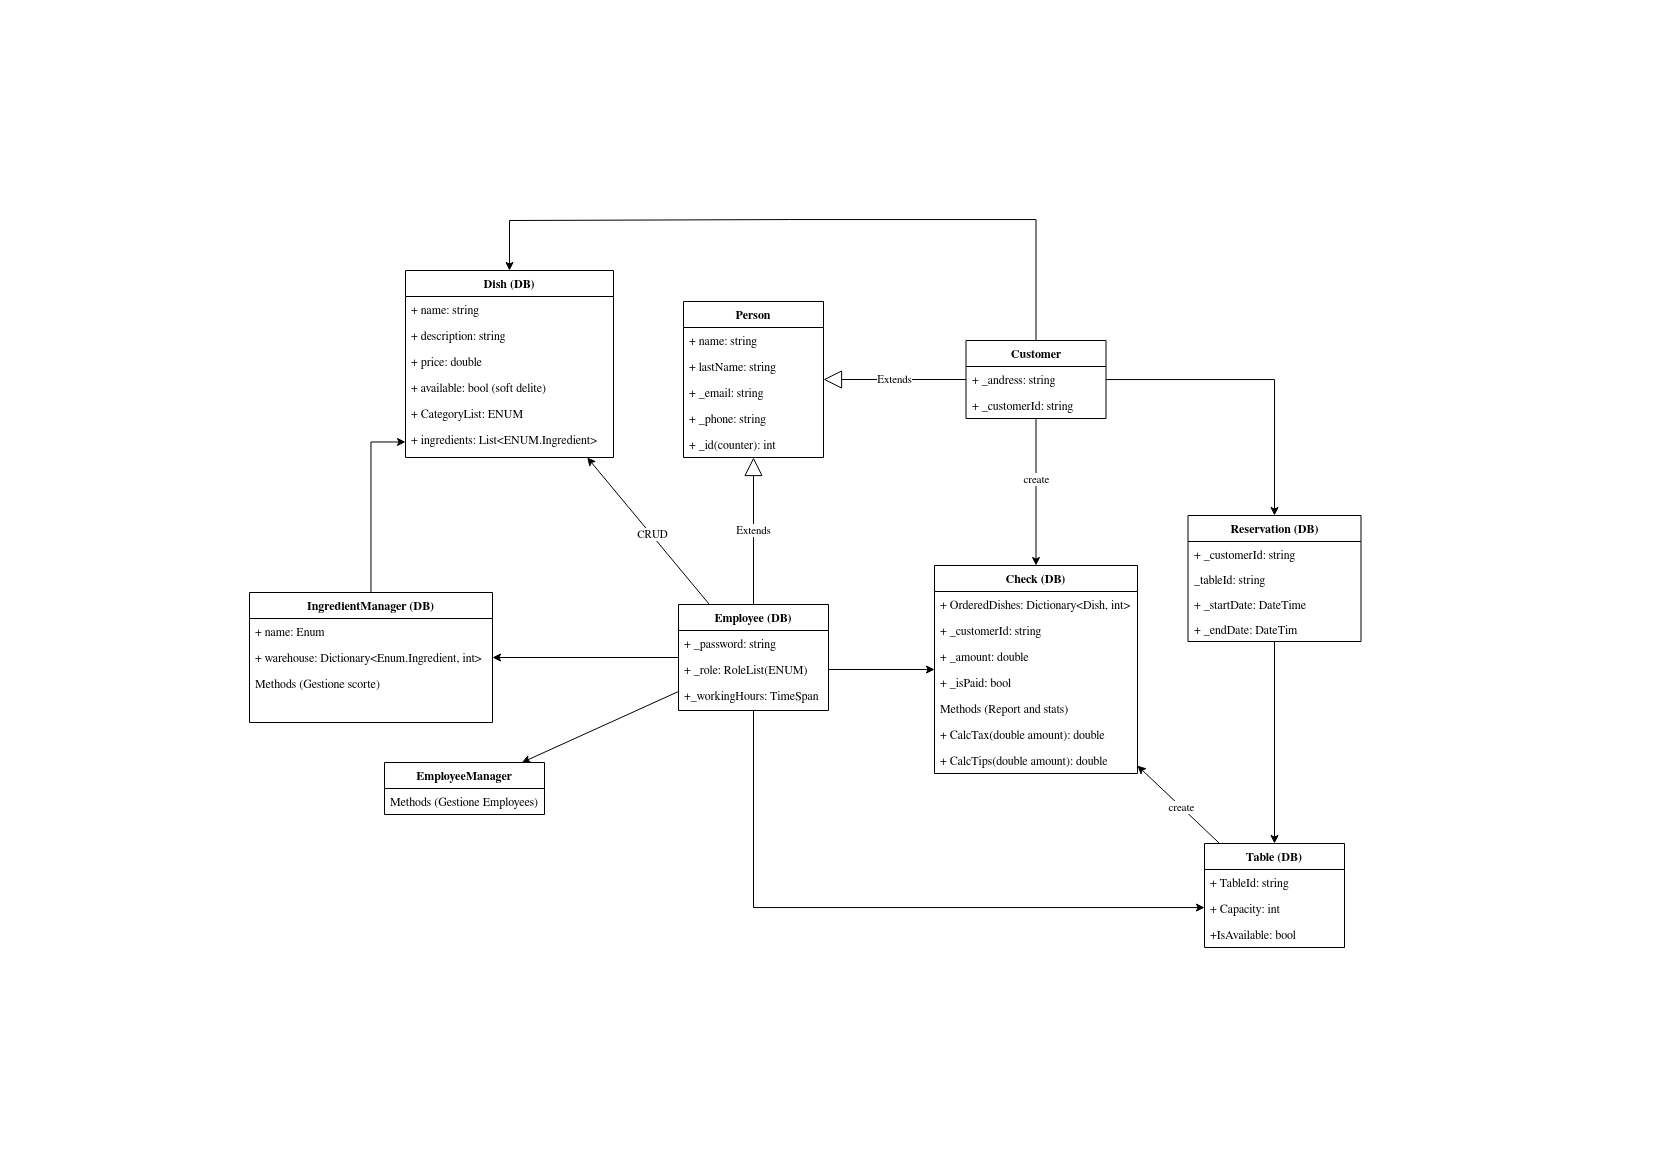 Dish (DB)
+ name: string
+ description: string
+ price: double
+ available: bool (soft delite)
+ CategoryList: ENUM
+ ingredients: List<ENUM.Ingredient>
Person
+ name: string
+ lastName: string
+ _email: string
+ _phone: string
+ _id(counter): int
Extends
Customer
+ _andress: string
+ _customerId: string
create
CRUD
Extends
Reservation (DB)
+ _customerId: string
_tableId: string
+ _startDate: DateTime
+ _endDate: DateTim
IngredientManager (DB)
+ name: Enum
+ warehouse: Dictionary<Enum.Ingredient, int>
Methods (Gestione scorte)
Employee (DB)
+ _password: string
+ _role: RoleList(ENUM)
+_workingHours: TimeSpan
Check (DB)
+ OrderedDishes: Dictionary<Dish, int>
+ _customerId: string
+ _amount: double
+ _isPaid: bool
Methods (Report and stats)
+ CalcTax(double amount): double
+ CalcTips(double amount): double
EmployeeManager
Methods (Gestione Employees)
create
Table (DB)
+ TableId: string
+ Capacity: int
+IsAvailable: bool